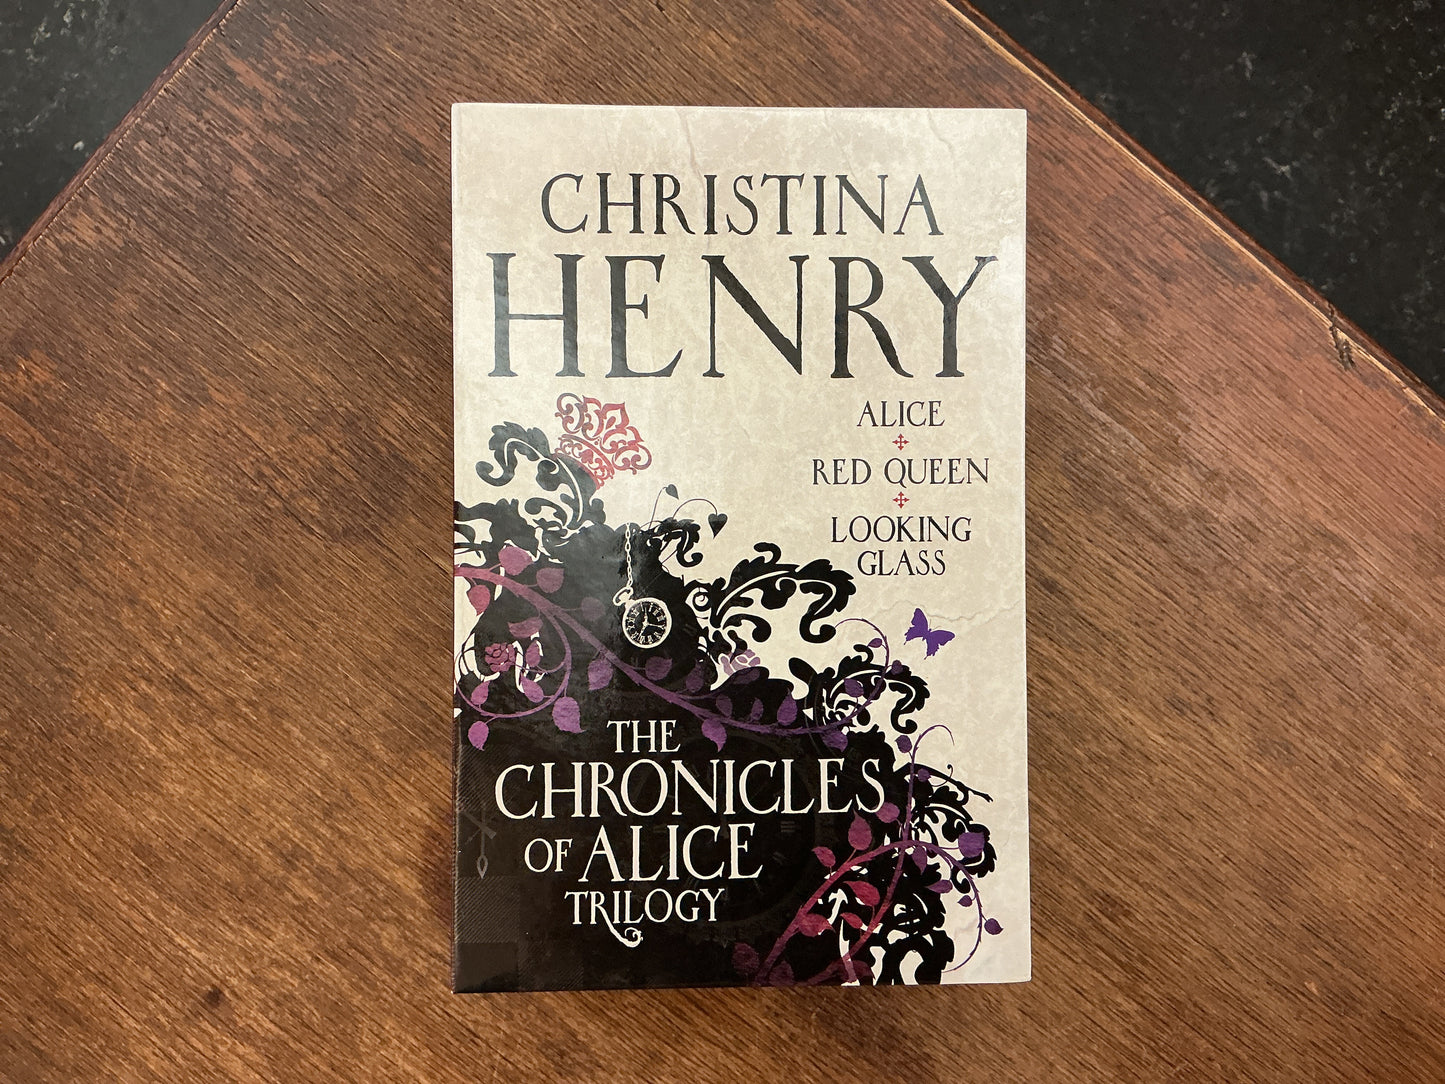 CHRISTINA
HENRY
ALICE
RED QUEEN
LOOKING
GLASS
THE
CHRONICLES
OF ALICE
TRILOGY